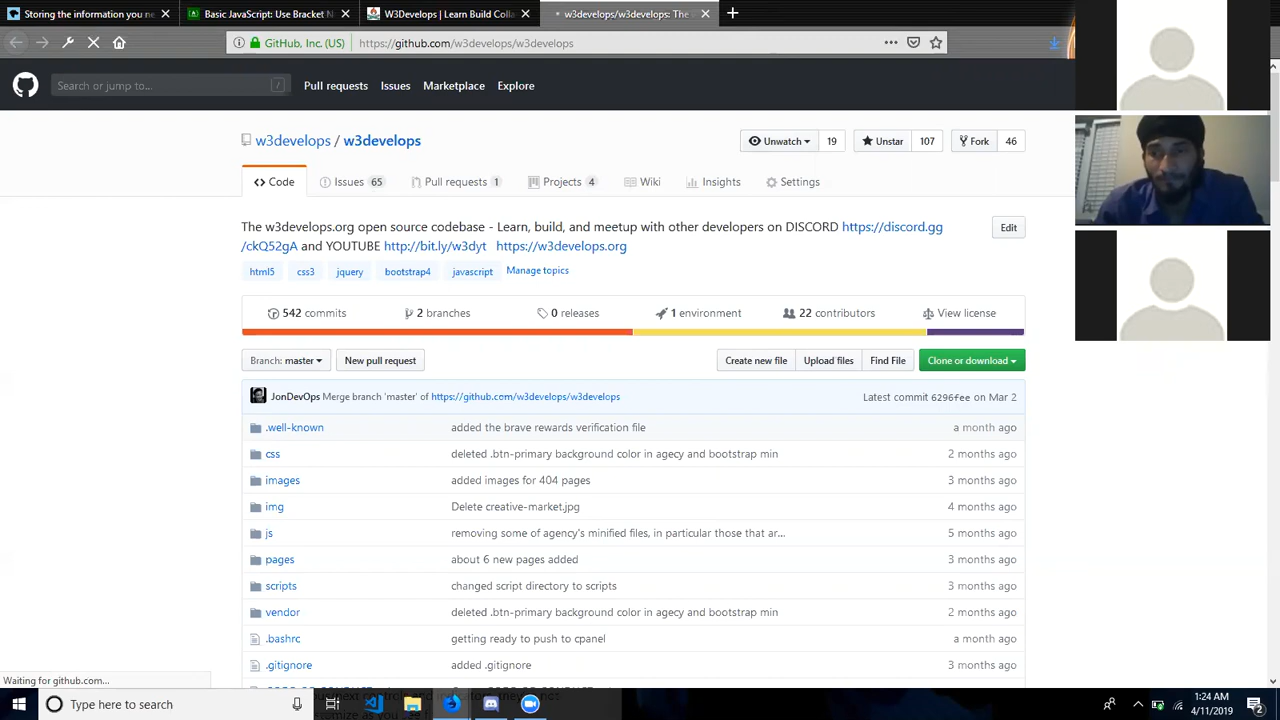 Storing the information you ne
Basic JavaScript: Use Bracket N
W3Develops | Learn Build Colla
w3develops/w3develops: The
GitHub, Inc. (US)
https://github.com/w3develops/w3develops
Search or jump to...
/
Pull requests
Issues
Marketplace
Explore
w3develops / w3develops
Unwatch
19
Unstar
107
Fork
46
Code
Issues 65
Pull requests 1
Projects 4
Wiki
Insights
Settings
The w3develops.org open source codebase - Learn, build, and meetup with other developers on DISCORD https://discord.gg
/ckQ52gA and YOUTUBE http://bit.ly/w3dyt https://w3develops.org
Edit
html5
css3
jquery
bootstrap4
javascript
Manage topics
542 commits
2 branches
0 releases
1 environment
22 contributors
View license
Branch: master
New pull request
Create new file
Upload files
Find File
Clone or download
JonDevOps Merge branch 'master' of https://github.com/w3develops/w3develops
Latest commit 6296fee on Mar 2
.well-known
added the brave rewards verification file
a month ago
css
deleted .btn-primary background color in agecy and bootstrap min
2 months ago
images
added images for 404 pages
3 months ago
img
Delete creative-market.jpg
4 months ago
js
removing some of agency's minified files, in particular those that ar...
5 months ago
pages
about 6 new pages added
3 months ago
scripts
changed script directory to scripts
3 months ago
vendor
deleted .btn-primary background color in agecy and bootstrap min
2 months ago
.bashrc
getting ready to push to cpanel
a month ago
.gitignore
added .gitignore
3 months ago
Waiting for github.com...
Type here to search
1:24 AM
4/11/2019
2